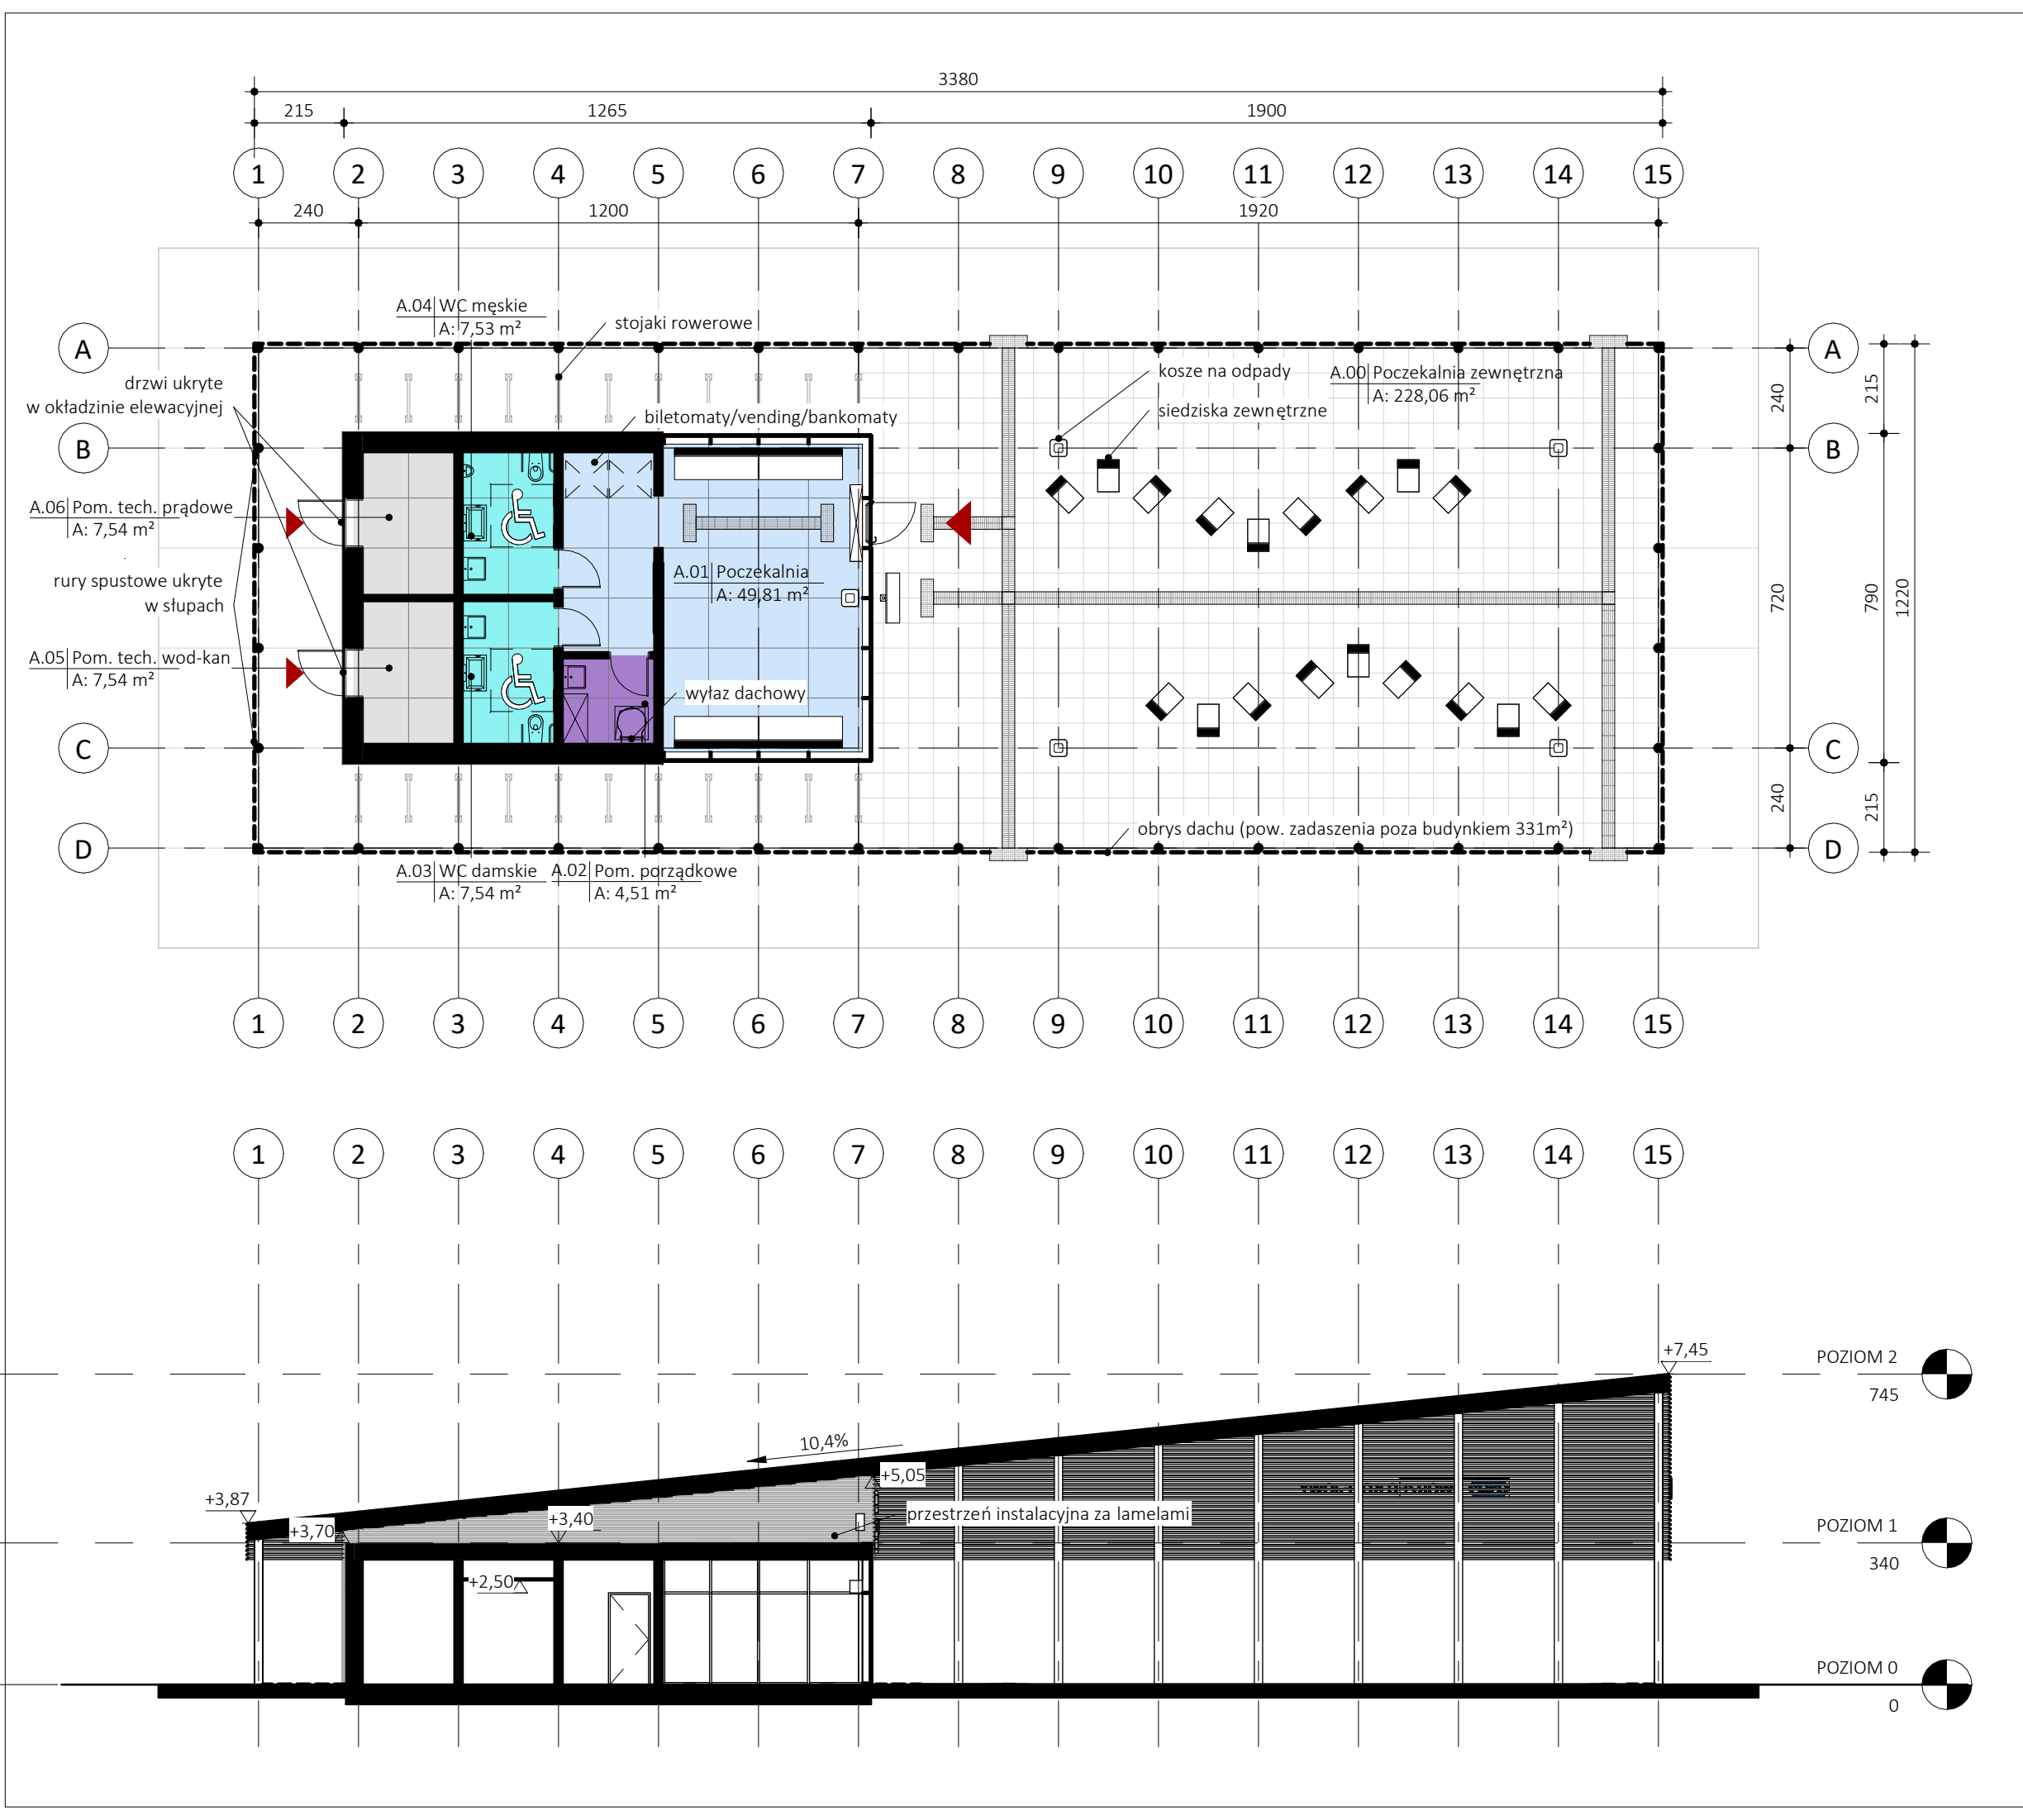 3380
215 1265 1900
1 2 3 4 5 6 7 8 9 10 11 12 13 14 15
240 1200 1920
A.04 WC męskie
A: 7,53 m²
stojaki rowerowe
A
A
drzwi ukryte
w okładzinie elewacyjnej
kosze na odpady
A.00 Poczekalnia zewnętrzna
A: 228,06 m²
siedziska zewnętrzne
biletomaty/vending/bankomaty
240
215
B
B
A.06 Pom. tech. prądowe
A: 7,54 m²
rury spustowe ukryte
w słupach
A.01 Poczekalnia
A: 49,81 m²
720
790
1220
A.05 Pom. tech. wod-kan
A: 7,54 m²
wyłaz dachowy
C
C
240
215
obrys dachu (pow. zadaszenia poza budynkiem 331m²)
D
D
A.03 WC damskie
A: 7,54 m²
A.02 Pom. porządkowe
A: 4,51 m²
1 2 3 4 5 6 7 8 9 10 11 12 13 14 15
1 2 3 4 5 6 7 8 9 10 11 12 13 14 15
+7,45
POZIOM 2
745
10,4%
+5,05
+3,87
+3,70
+3,40
przestrzeń instalacyjna za lamelami
POZIOM 1
340
+2,50
POZIOM 0
0